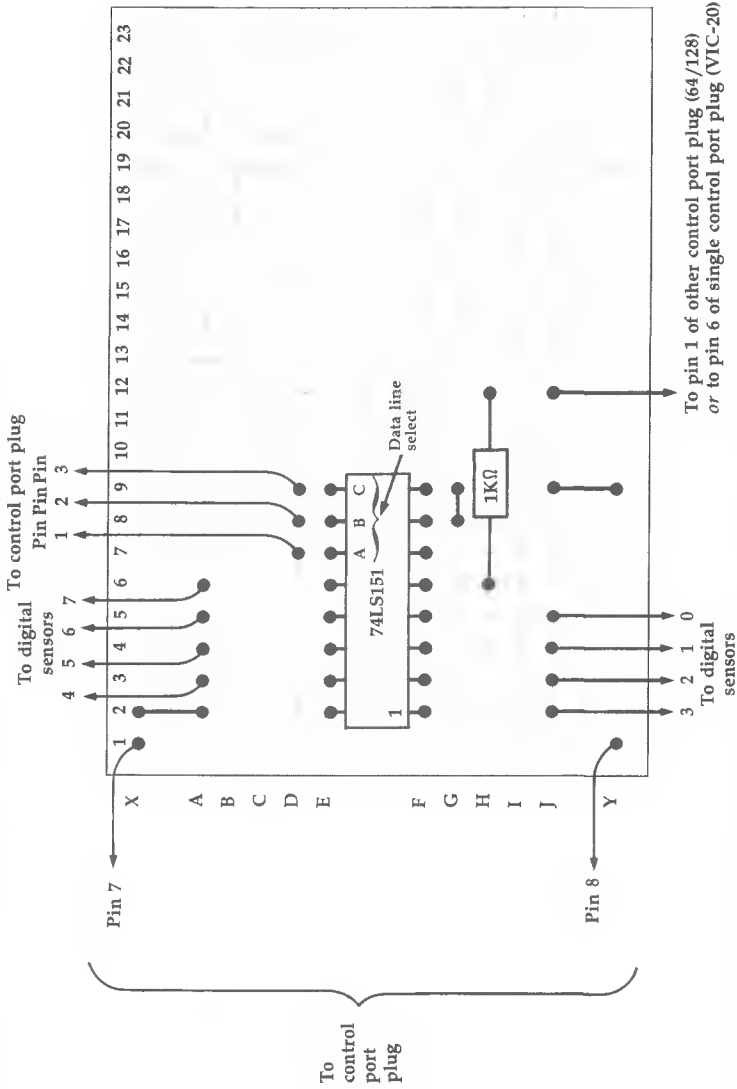 To control port plug
Pin Pin Pin
1 2 3
To digital
sensors
4 5 6 7
1 2 3 4 5 6 7 8 9 10 11 12 13 14 15 16 17 18 19 20 21 22 23
X
A
B
C
D
E
F
G
H
I
J
Y
Pin 7
Pin 8
To
control
port
plug
A B C
74LS151
1
Data line
select
1KΩ
3 2 1 0
To digital
sensors
To pin 1 of other control port plug (64/128)
or to pin 6 of single control port plug (VIC-20)